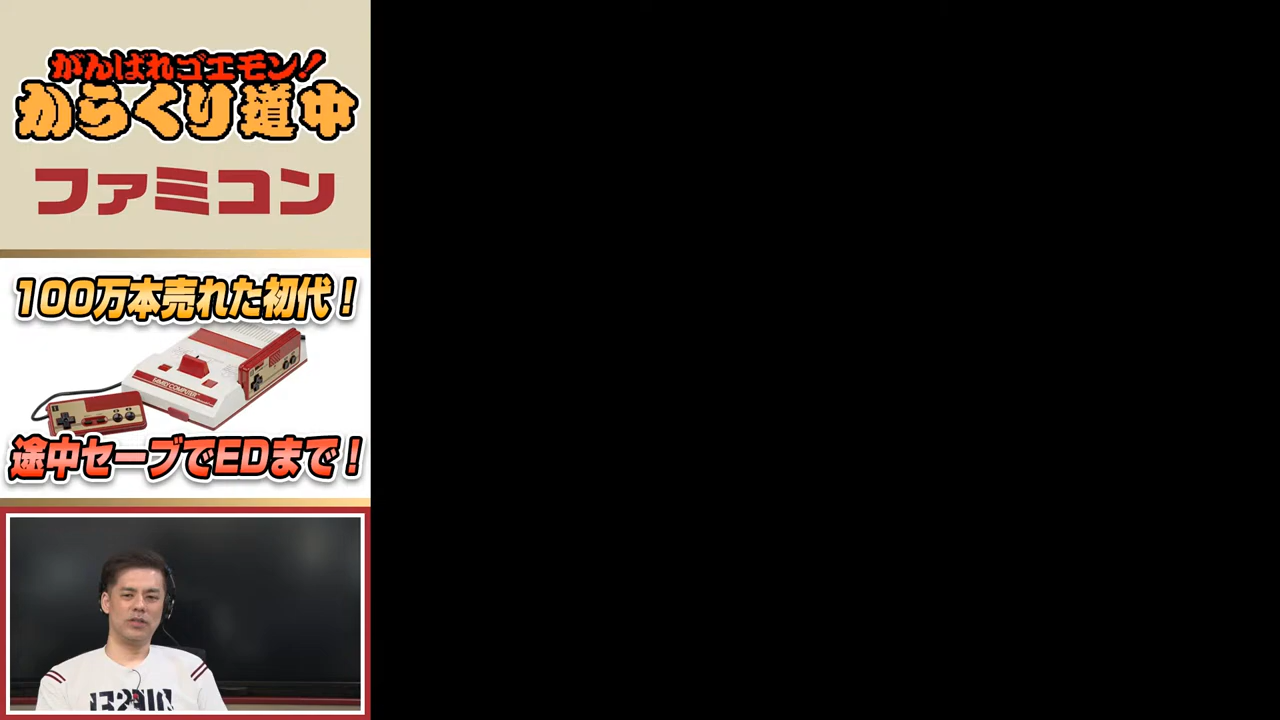 がんばれゴエモン!
からくり道中
ファミコン
100万本売れた初代!
FAMILY COMPUTER
途中セーブでEDまで!